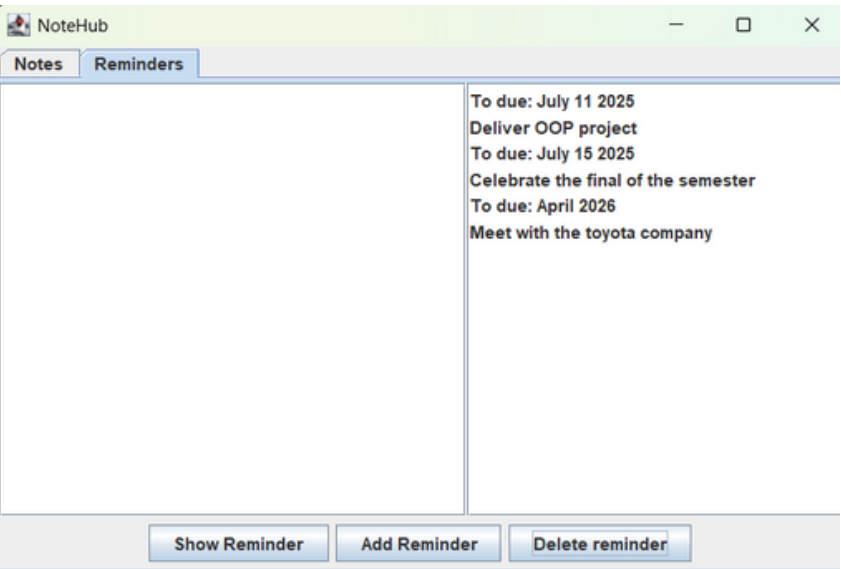 NoteHub
Notes Reminders
To due: July 11 2025
Deliver OOP project
To due: July 15 2025
Celebrate the final of the semester
To due: April 2026
Meet with the toyota company
Show Reminder Add Reminder Delete reminder